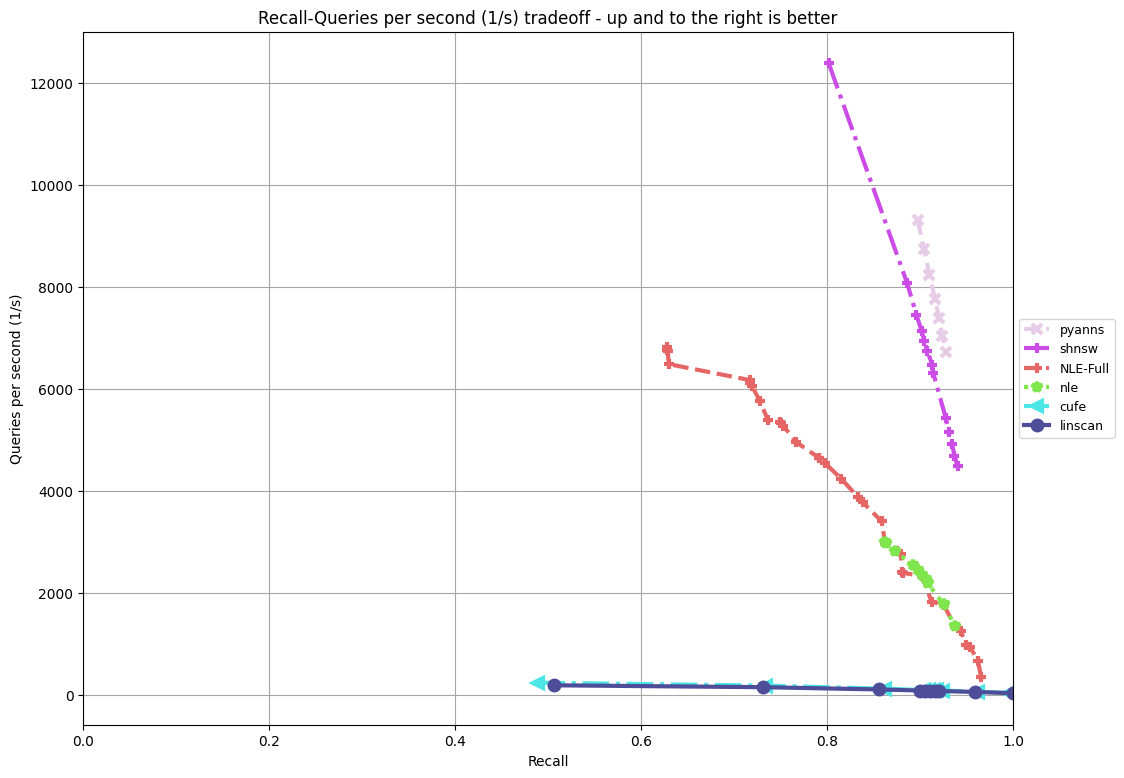 Recall-Queries per second (1/s) tradeoff - up and to the right is better
Queries per second (1/s)
12000
10000
8000
6000
4000
2000
0
0.0
0.2
0.4
0.6
0.8
1.0
Recall
pyanns
shnsw
NLE-Full
nle
cufe
linscan